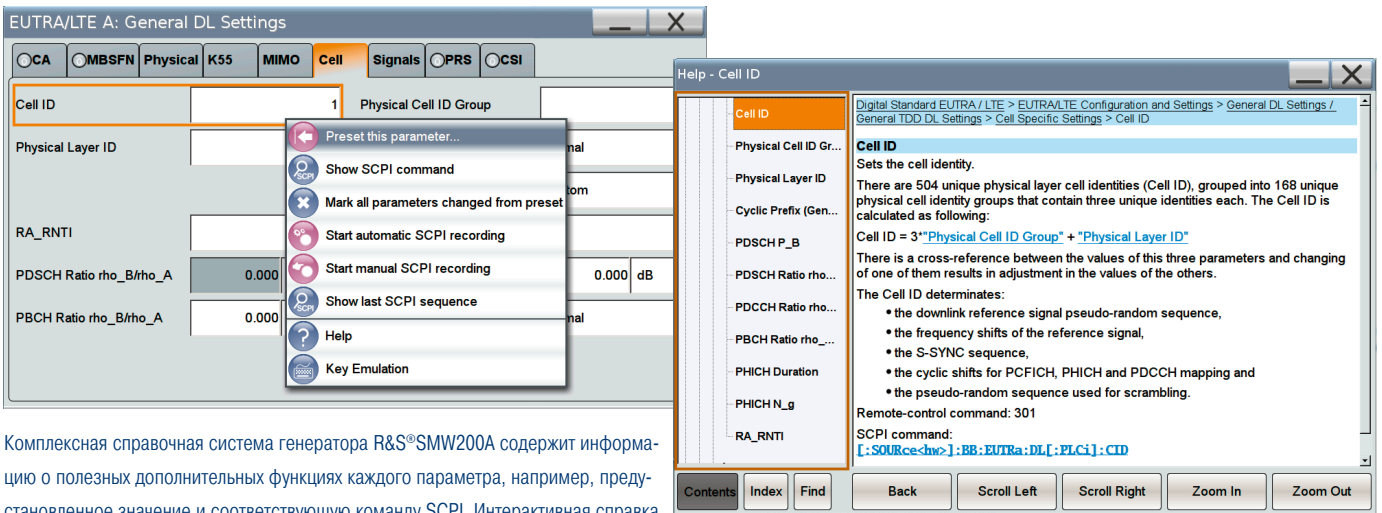 EUTRA/LTE A: General DL Settings
CA MBSFN Physical K55 MIMO Cell Signals PRS CSI
Cell ID 1 Physical Cell ID Group
Physical Layer ID
RA_RNTI
PDSCH Ratio rho_B/rho_A 0.000 0.000 dB
PBCH Ratio rho_B/rho_A 0.000
Preset this parameter...
Show SCPI command
Mark all parameters changed from preset
Start automatic SCPI recording
Start manual SCPI recording
Show last SCPI sequence
Help
Key Emulation
Комплексная справочная система генератора R&S®SMW200A содержит информа-
цию о полезных дополнительных функциях каждого параметра, например, преду-
становленное значение и соответствующую команду SCPI. Интерактивная справка
Help - Cell ID
Cell ID
Physical Cell ID Gr...
Physical Layer ID
Cyclic Prefix (Gen...
PDSCH P_B
PDSCH Ratio rho...
PDCCH Ratio rho...
PBCH Ratio rho_...
PHICH Duration
PHICH N_g
RA_RNTI
Digital Standard EUTRA / LTE > EUTRA/LTE Configuration and Settings > General DL Settings /
General TDD DL Settings > Cell Specific Settings > Cell ID
Cell ID
Sets the cell identity.
There are 504 unique physical layer cell identities (Cell ID), grouped into 168 unique
physical cell identity groups that contain three unique identities each. The Cell ID is
calculated as following:
Cell ID = 3*"Physical Cell ID Group" + "Physical Layer ID"
There is a cross-reference between the values of this three parameters and changing
of one of them results in adjustment in the values of the others.
The Cell ID determinates:
• the downlink reference signal pseudo-random sequence,
• the frequency shifts of the reference signal,
• the S-SYNC sequence,
• the cyclic shifts for PCFICH, PHICH and PDCCH mapping and
• the pseudo-random sequence used for scrambling.
Remote-control command: 301
SCPI command:
[:SOURce<hw>]:BB:EUTRa:DL[:PLCi]:CID
Contents Index Find Back Scroll Left Scroll Right Zoom In Zoom Out